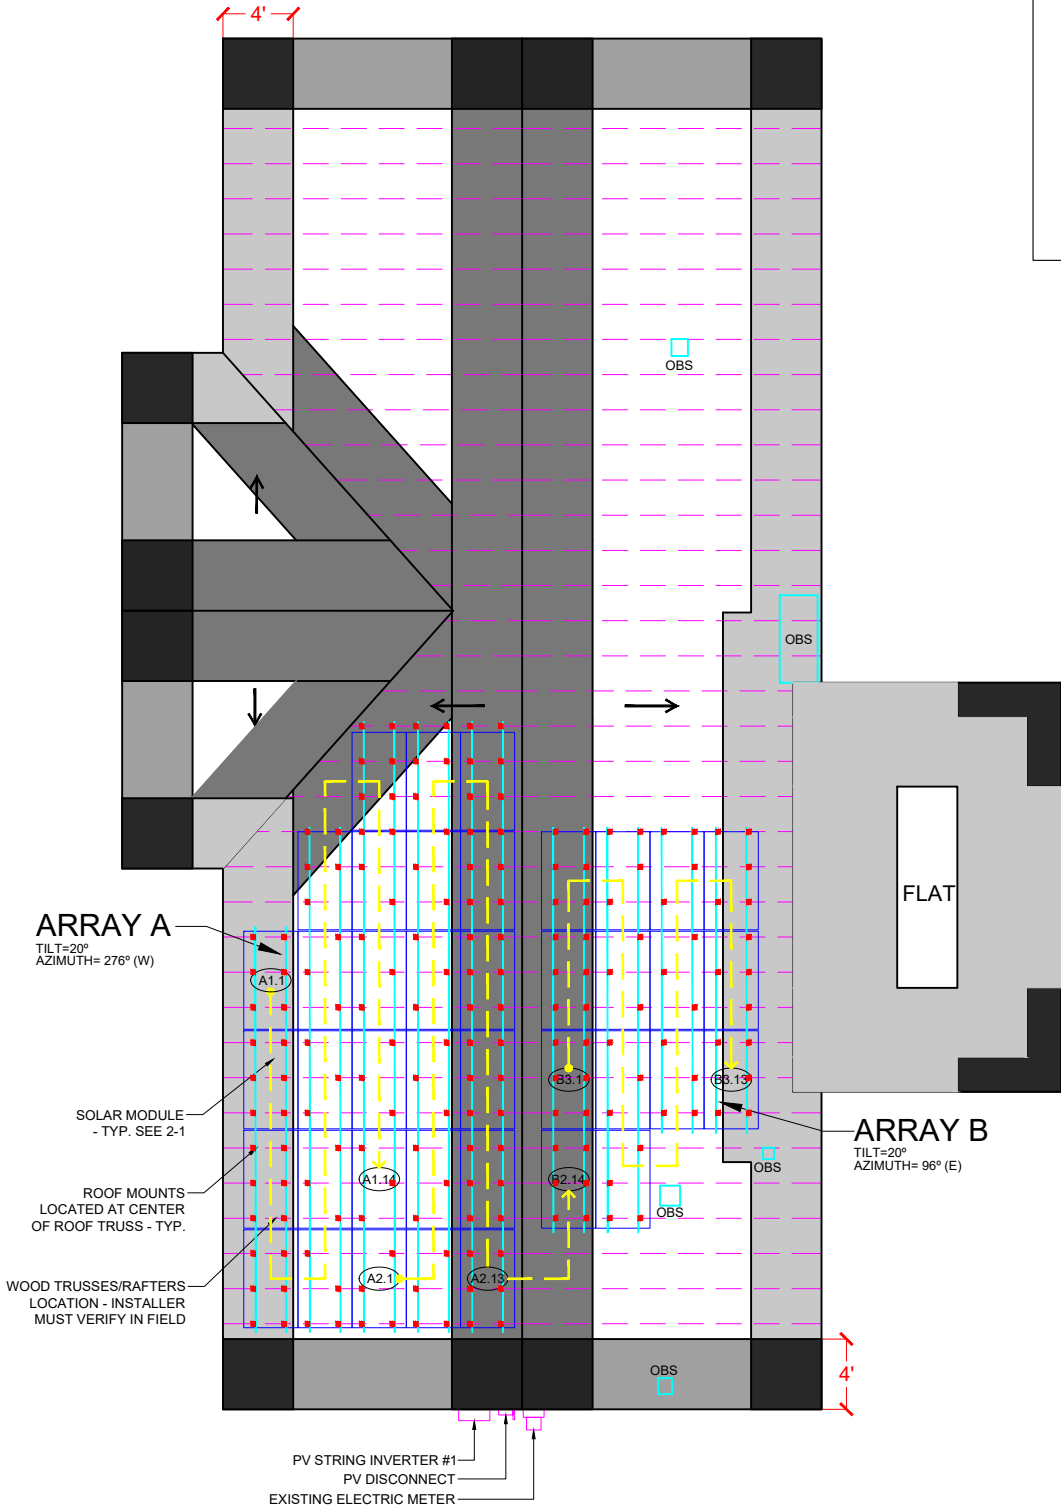 4'
OBS
OBS
FLAT
ARRAY A
TILT=20º
AZIMUTH= 276º (W)
A1.1
SOLAR MODULE
- TYP. SEE 2-1
B3.1
B3.13
ARRAY B
TILT=20º
AZIMUTH= 96º (E)
OBS
A1.14
B2.14
OBS
ROOF MOUNTS
LOCATED AT CENTER
OF ROOF TRUSS - TYP.
WOOD TRUSSES/RAFTERS
LOCATION - INSTALLER
MUST VERIFY IN FIELD
A2.1
A2.13
OBS
4'
PV STRING INVERTER #1
PV DISCONNECT
EXISTING ELECTRIC METER